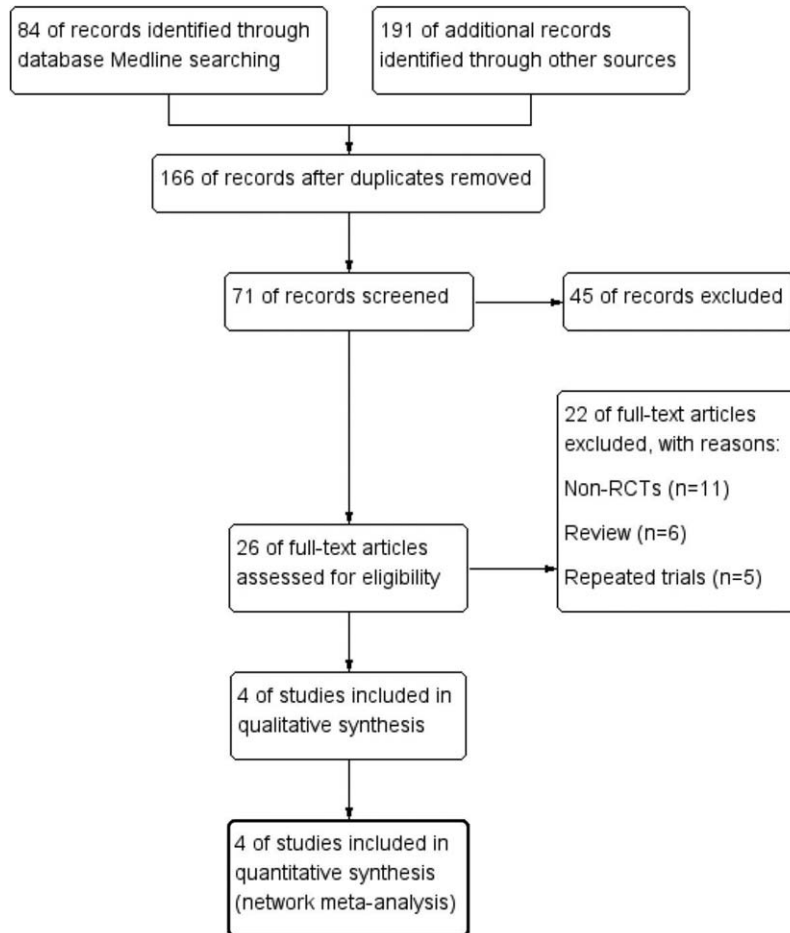 84 of records identified through
database Medline searching
191 of additional records
identified through other sources
166 of records after duplicates removed
71 of records screened
45 of records excluded
22 of full-text articles
excluded, with reasons:
Non-RCTs (n=11)
Review (n=6)
Repeated trials (n=5)
26 of full-text articles
assessed for eligibility
4 of studies included in
qualitative synthesis
4 of studies included in
quantitative synthesis
(network meta-analysis)